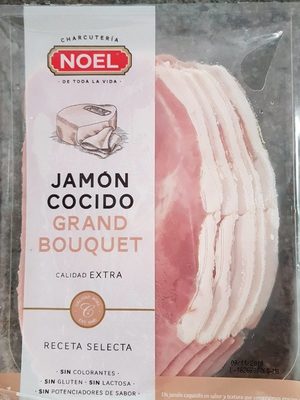 CHARCUTERÍA
NOEL
· DE TODA LA VIDA ·
JAMÓN
COCIDO
GRAND
BOUQUET
CALIDAD EXTRA
RECETA SELECTA
· SIN COLORANTES ·
· SIN GLUTEN · SIN LACTOSA ·
· SIN POTENCIADORES DE SABOR ·